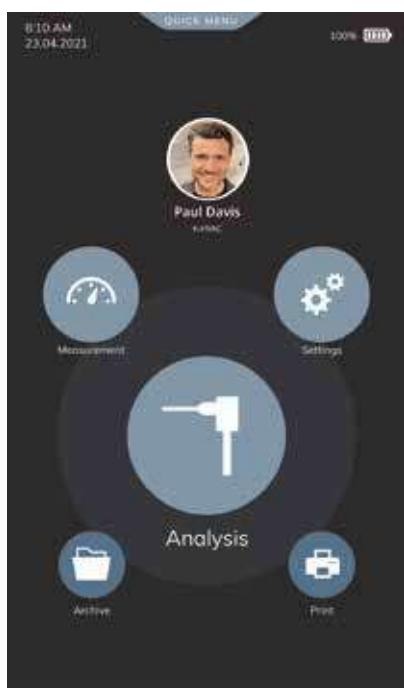 8:10 AM
23.04.2021
QUICK MENU
100%
Paul Davis
Measurement
Settings
Analysis
Archive
Print